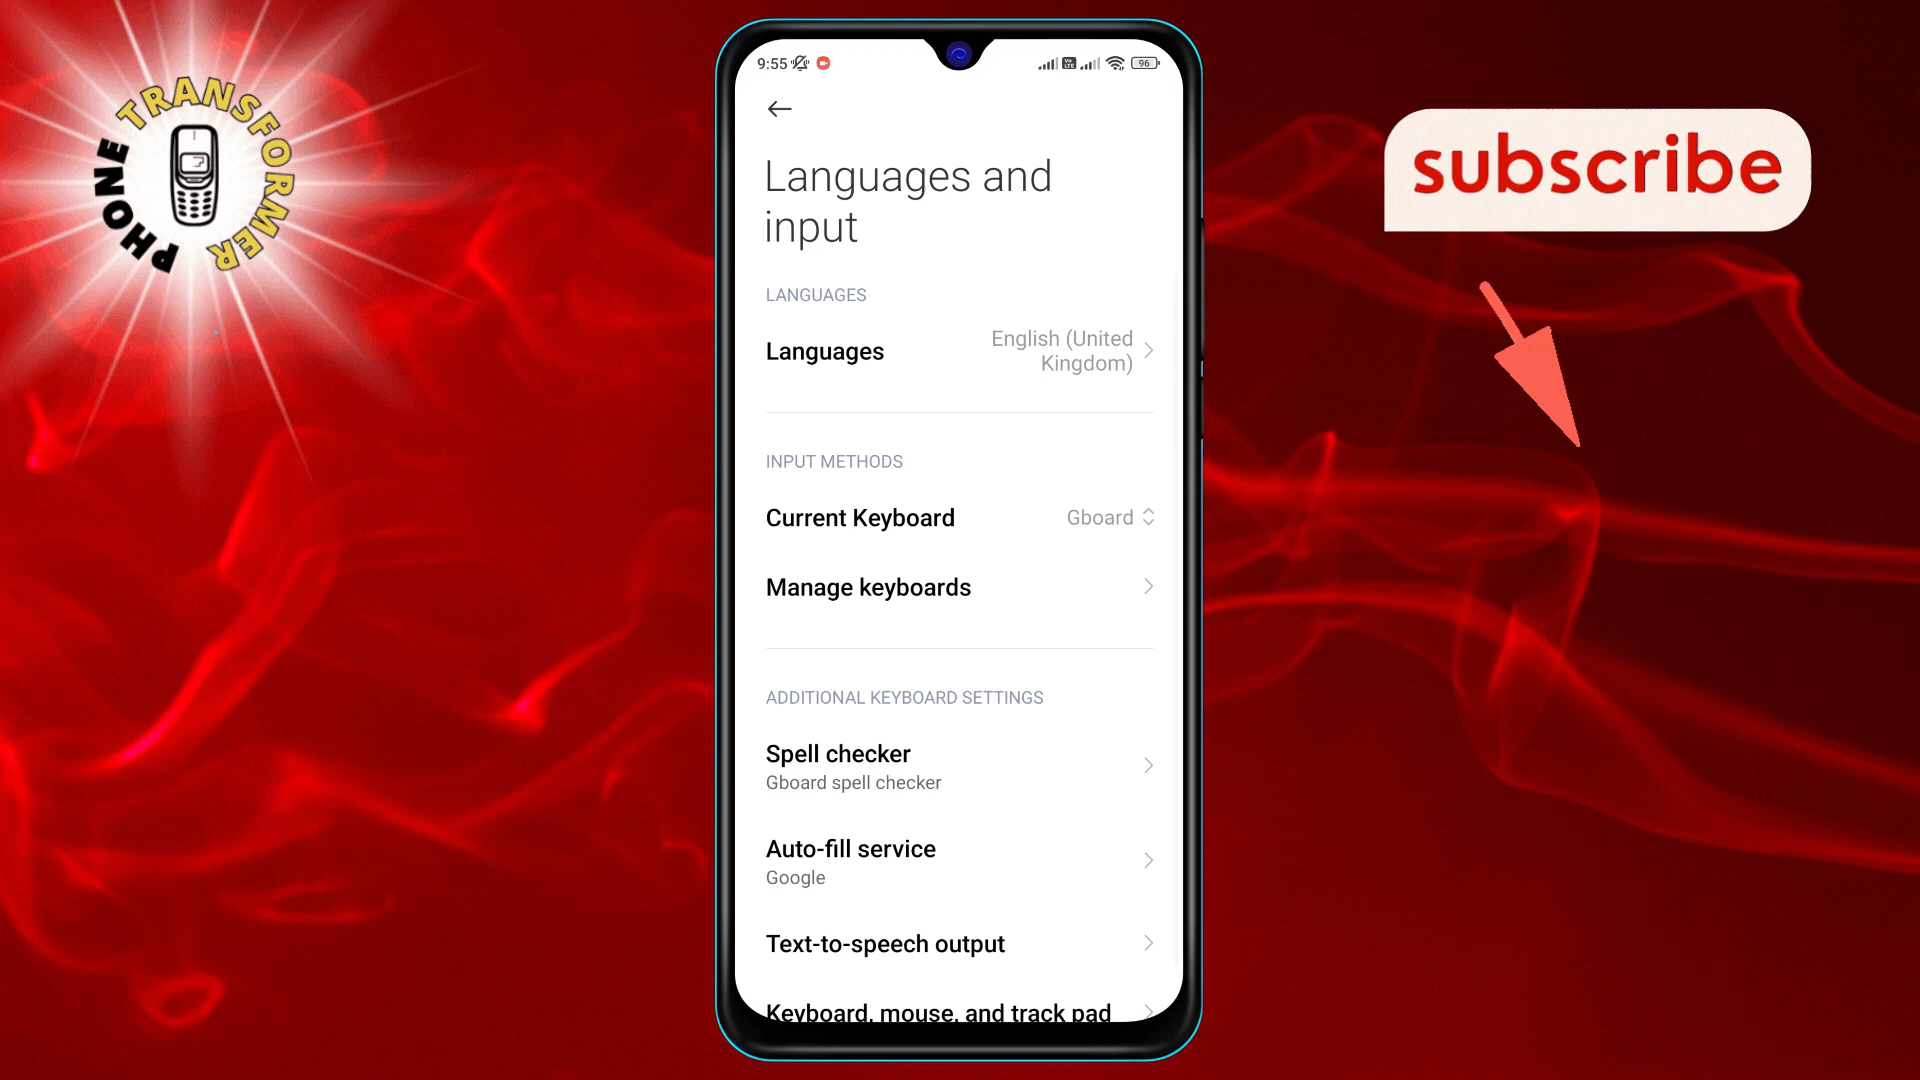 PHONE TRANSFORMER
9:55
Vo
LTE
96
Languages and
input
LANGUAGES
Languages
English (United
Kingdom)
INPUT METHODS
Current Keyboard
Gboard
Manage keyboards
ADDITIONAL KEYBOARD SETTINGS
Spell checker
Gboard spell checker
Auto-fill service
Google
Text-to-speech output
Keyboard, mouse, and track pad
subscribe